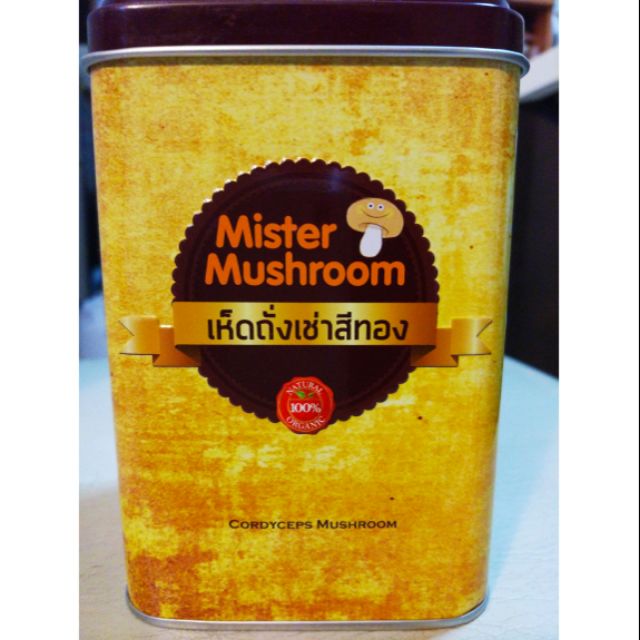 Mister
Mushroom
เห็ดถั่งเช่าสีทอง
NATURAL
100%
ORGANIC
CORDYCEPS MUSHROOM